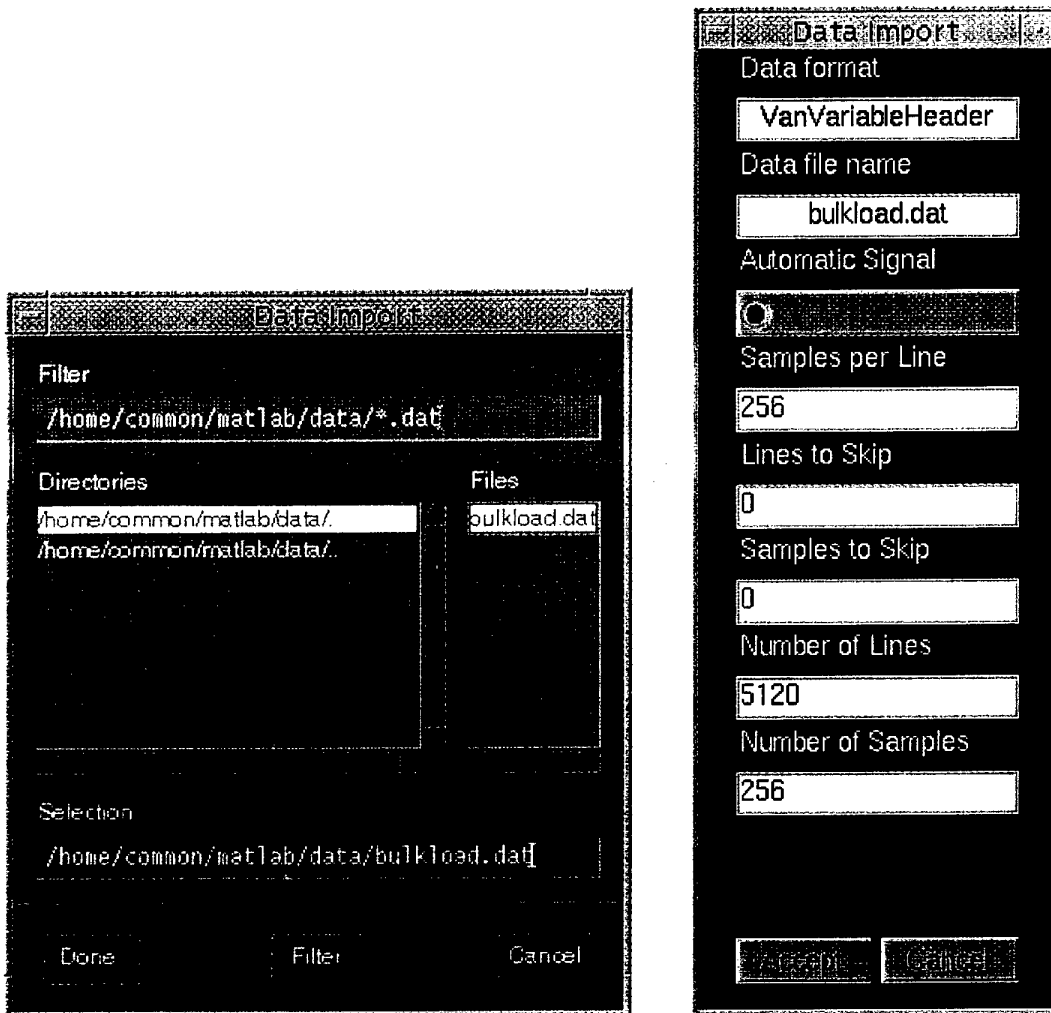 Data Import
Filter
/home/common/matlab/data/*.dat
Directories
Files
/home/common/matlab/data/.
bulkload.dat
/home/common/matlab/data/..
Selection
/home/common/matlab/data/bulkload.dat
Done
Filter
Cancel
Data Import
Data format
VanVariableHeader
Data file name
bulkload.dat
Automatic Signal
Samples per Line
256
Lines to Skip
0
Samples to Skip
0
Number of Lines
5120
Number of Samples
256
Accept
Cancel